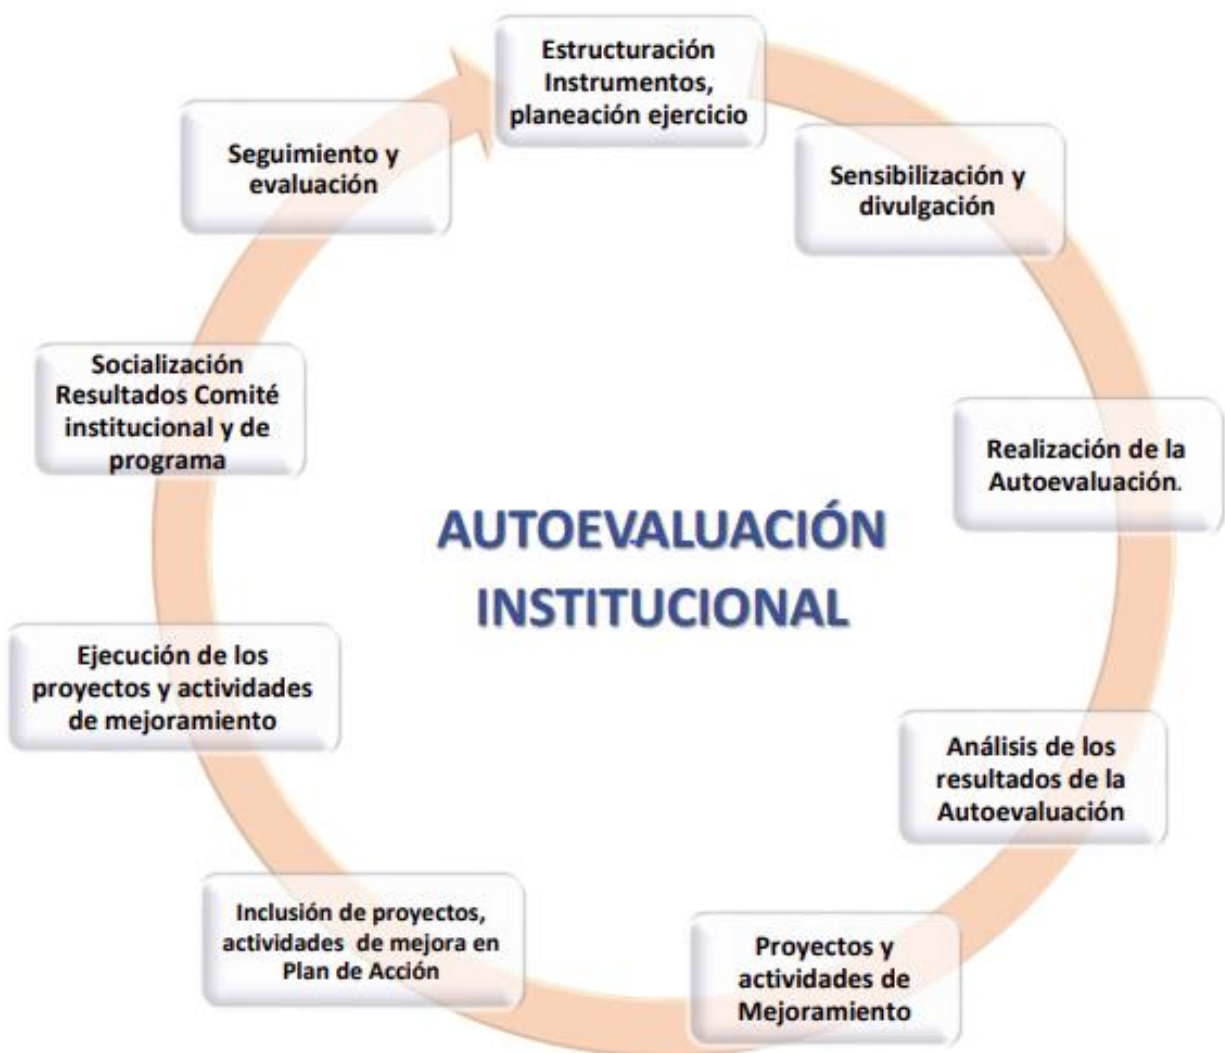 Estructuración
Instrumentos,
planeación ejercicio
Sensibilización y
divulgación
Realización de la
Autoevaluación.
Análisis de los
resultados de la
Autoevaluación
Proyectos y
actividades de
Mejoramiento
Inclusión de proyectos,
actividades de mejora en
Plan de Acción
Ejecución de los
proyectos y actividades
de mejoramiento
Socialización
Resultados Comité
institucional y de
programa
Seguimiento y
evaluación
AUTOEVALUACIÓN
INSTITUCIONAL